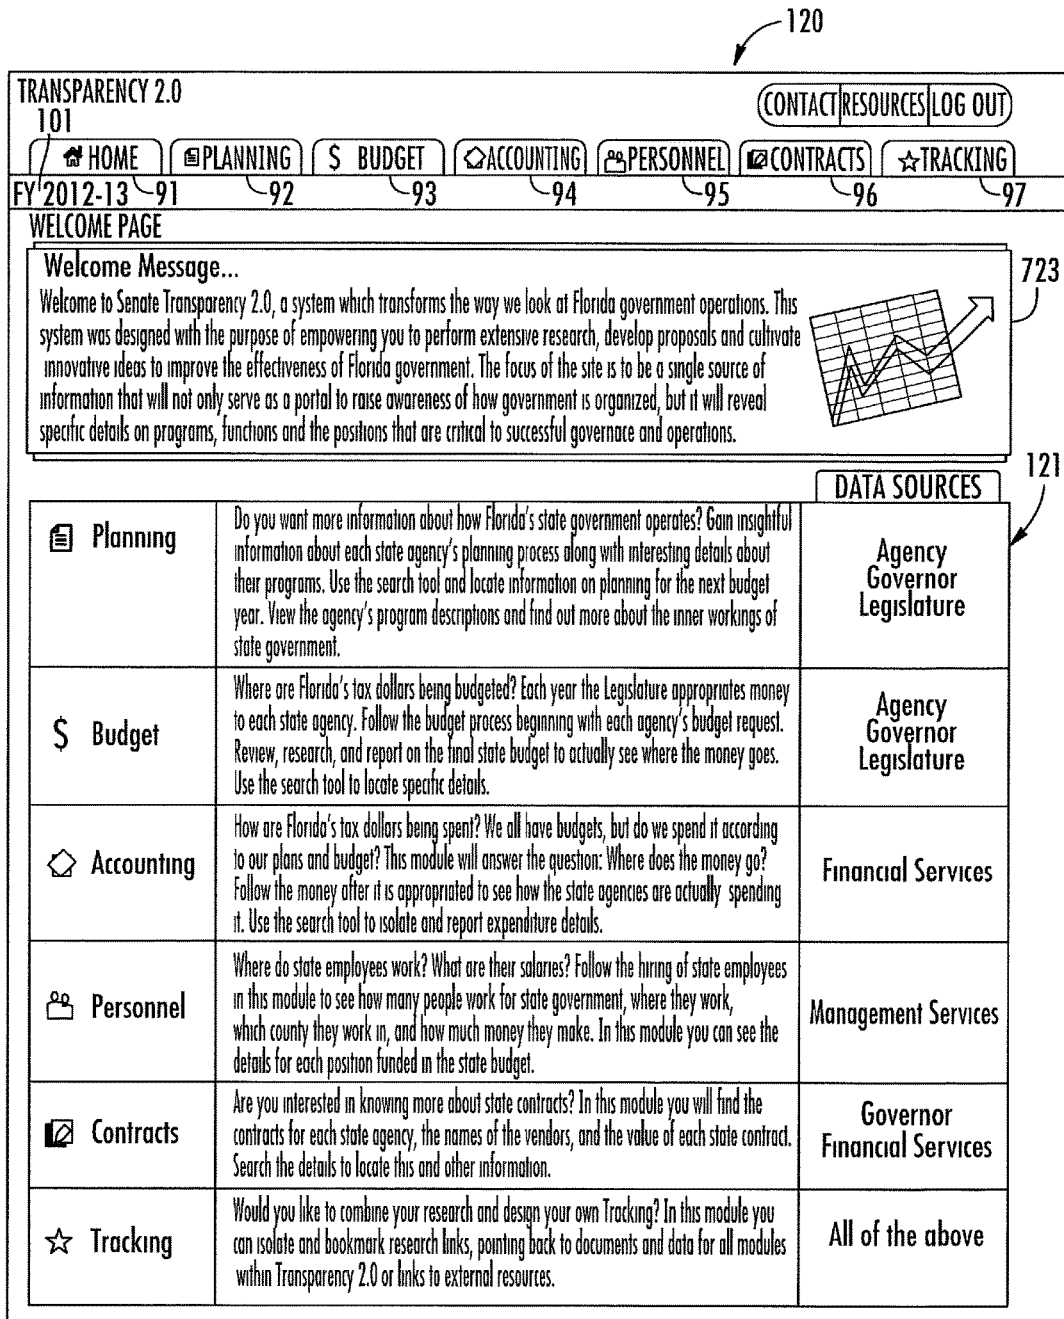 120
TRANSPARENCY 2.0
CONTACT RESOURCES LOG OUT
101
HOME PLANNING $ BUDGET ACCOUNTING PERSONNEL CONTRACTS TRACKING
FY 2012-13 91 92 93 94 95 96 97
WELCOME PAGE
Welcome Message...
723
Welcome to Senate Transparency 2.0, a system which transforms the way we look at Florida government operations. This
system was designed with the purpose of empowering you to perform extensive research, develop proposals and cultivate
innovative ideas to improve the effectiveness of Florida government. The focus of the site is to be a single source of
information that will not only serve as a portal to raise awareness of how government is organized, but it will reveal
specific details on programs, functions and the positions that are critical to successful governace and operations.
121
DATA SOURCES
Planning
Do you want more information about how Florida's state government operates? Gain insightful
information about each state agency's planning process along with interesting details about
their programs. Use the search tool and locate information on planning for the next budget
year. View the agency's program descriptions and find out more about the inner workings of
state government.
Agency
Governor
Legislature
$ Budget
Where are Florida's tax dollars being budgeted? Each year the Legislature appropriates money
to each state agency. Follow the budget process beginning with each agency's budget request.
Review, research, and report on the final state budget to actually see where the money goes.
Use the search tool to locate specific details.
Agency
Governor
Legislature
Accounting
How are Florida's tax dollars being spent? We all have budgets, but do we spend it according
to our plans and budget? This module will answer the question: Where does the money go?
Follow the money after it is appropriated to see how the state agencies are actually spending
it. Use the search tool to isolate and report expenditure details.
Financial Services
Personnel
Where do state employees work? What are their salaries? Follow the hiring of state employees
in this module to see how many people work for state government, where they work,
which county they work in, and how much money they make. In this module you can see the
details for each position funded in the state budget.
Management Services
Contracts
Are you interested in knowing more about state contracts? In this module you will find the
contracts for each state agency, the names of the vendors, and the value of each state contract.
Search the details to locate this and other information.
Governor
Financial Services
Tracking
Would you like to combine your research and design your own Tracking? In this module you
can isolate and bookmark research links, pointing back to documents and data for all modules
within Transparency 2.0 or links to external resources.
All of the above